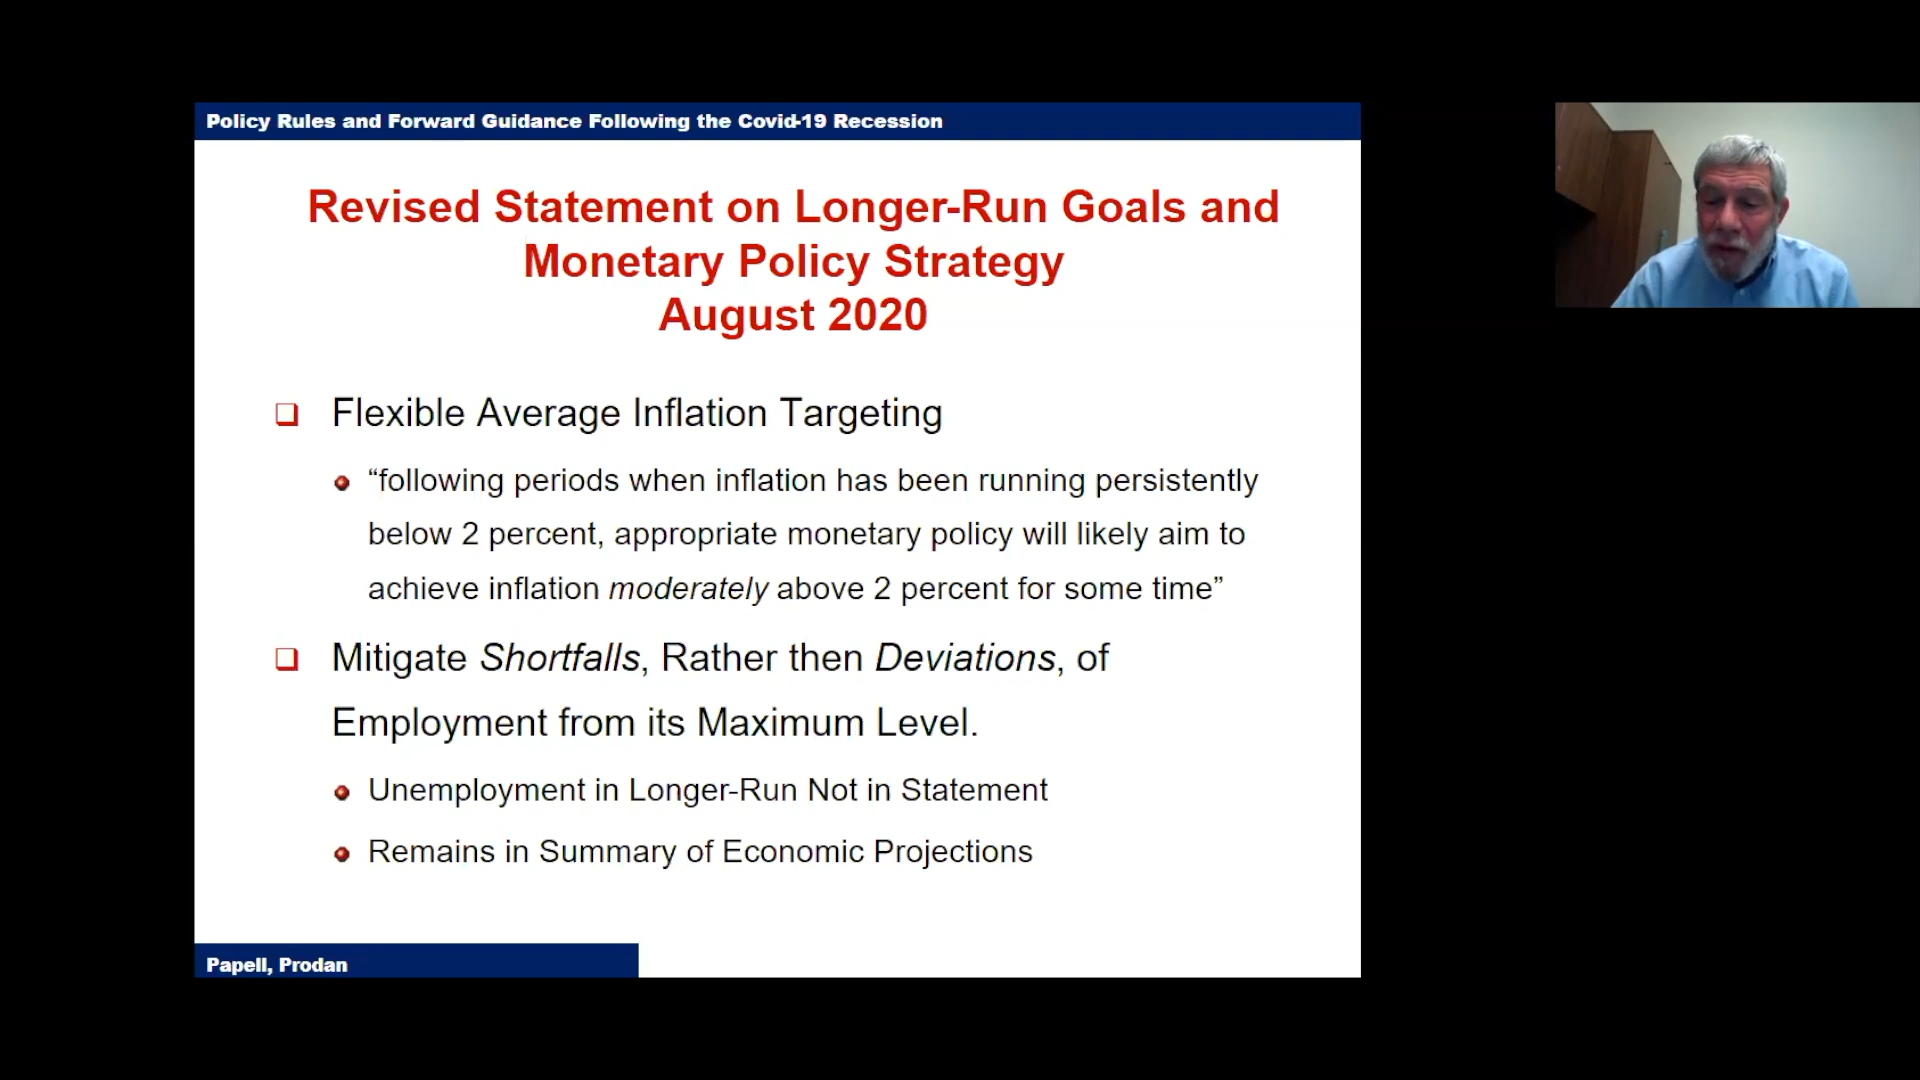 Policy Rules and Forward Guidance Following the Covid-19 Recession
Revised Statement on Longer-Run Goals and
Monetary Policy Strategy
August 2020
Flexible Average Inflation Targeting
“following periods when inflation has been running persistently
below 2 percent, appropriate monetary policy will likely aim to
achieve inflation moderately above 2 percent for some time”
Mitigate Shortfalls, Rather then Deviations, of
Employment from its Maximum Level.
Unemployment in Longer-Run Not in Statement
Remains in Summary of Economic Projections
Papell, Prodan